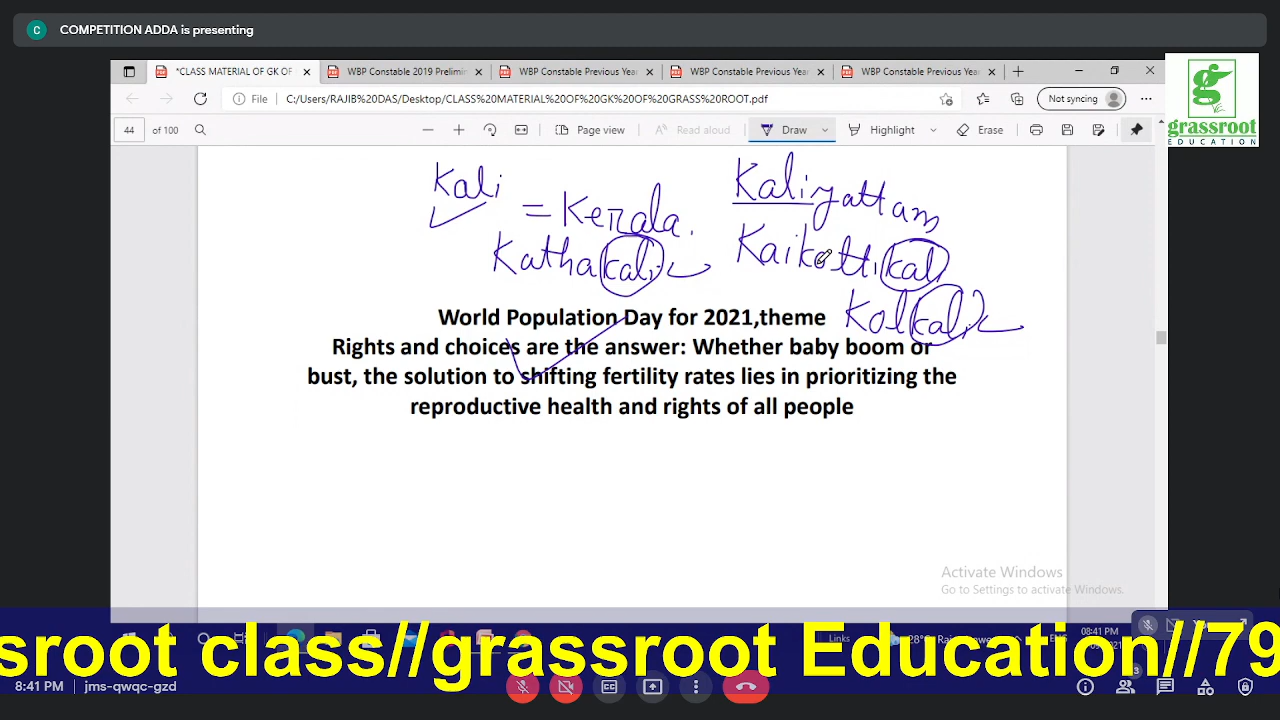 C COMPETITION ADDA is presenting
*CLASS MATERIAL OF GK OF
WBP Constable 2019 Prelimin
WBP Constable Previous Year
WBP Constable Previous Year
WBP Constable Previous Year
grassroot
EDUCATION
File C:/Users/RAJIB%20DAS/Desktop/CLASS%20MATERIAL%20OF%20GK%20OF%20GRASS%20ROOT.pdf
Not syncing
44 of 100
Page view
Read aloud
Draw
Highlight
Erase
Kali
= Kerala.
Kathakali
Kaliyattam
Kaikottikali
Kolkali
World Population Day for 2021,theme
Rights and choices are the answer: Whether baby boom or
bust, the solution to shifting fertility rates lies in prioritizing the
reproductive health and rights of all people
Activate Windows
Go to Settings to activate Windows.
Links
28°
08:41 PM
sroot class//grassroot Education//79
8:41 PM jms-qwqc-gzd